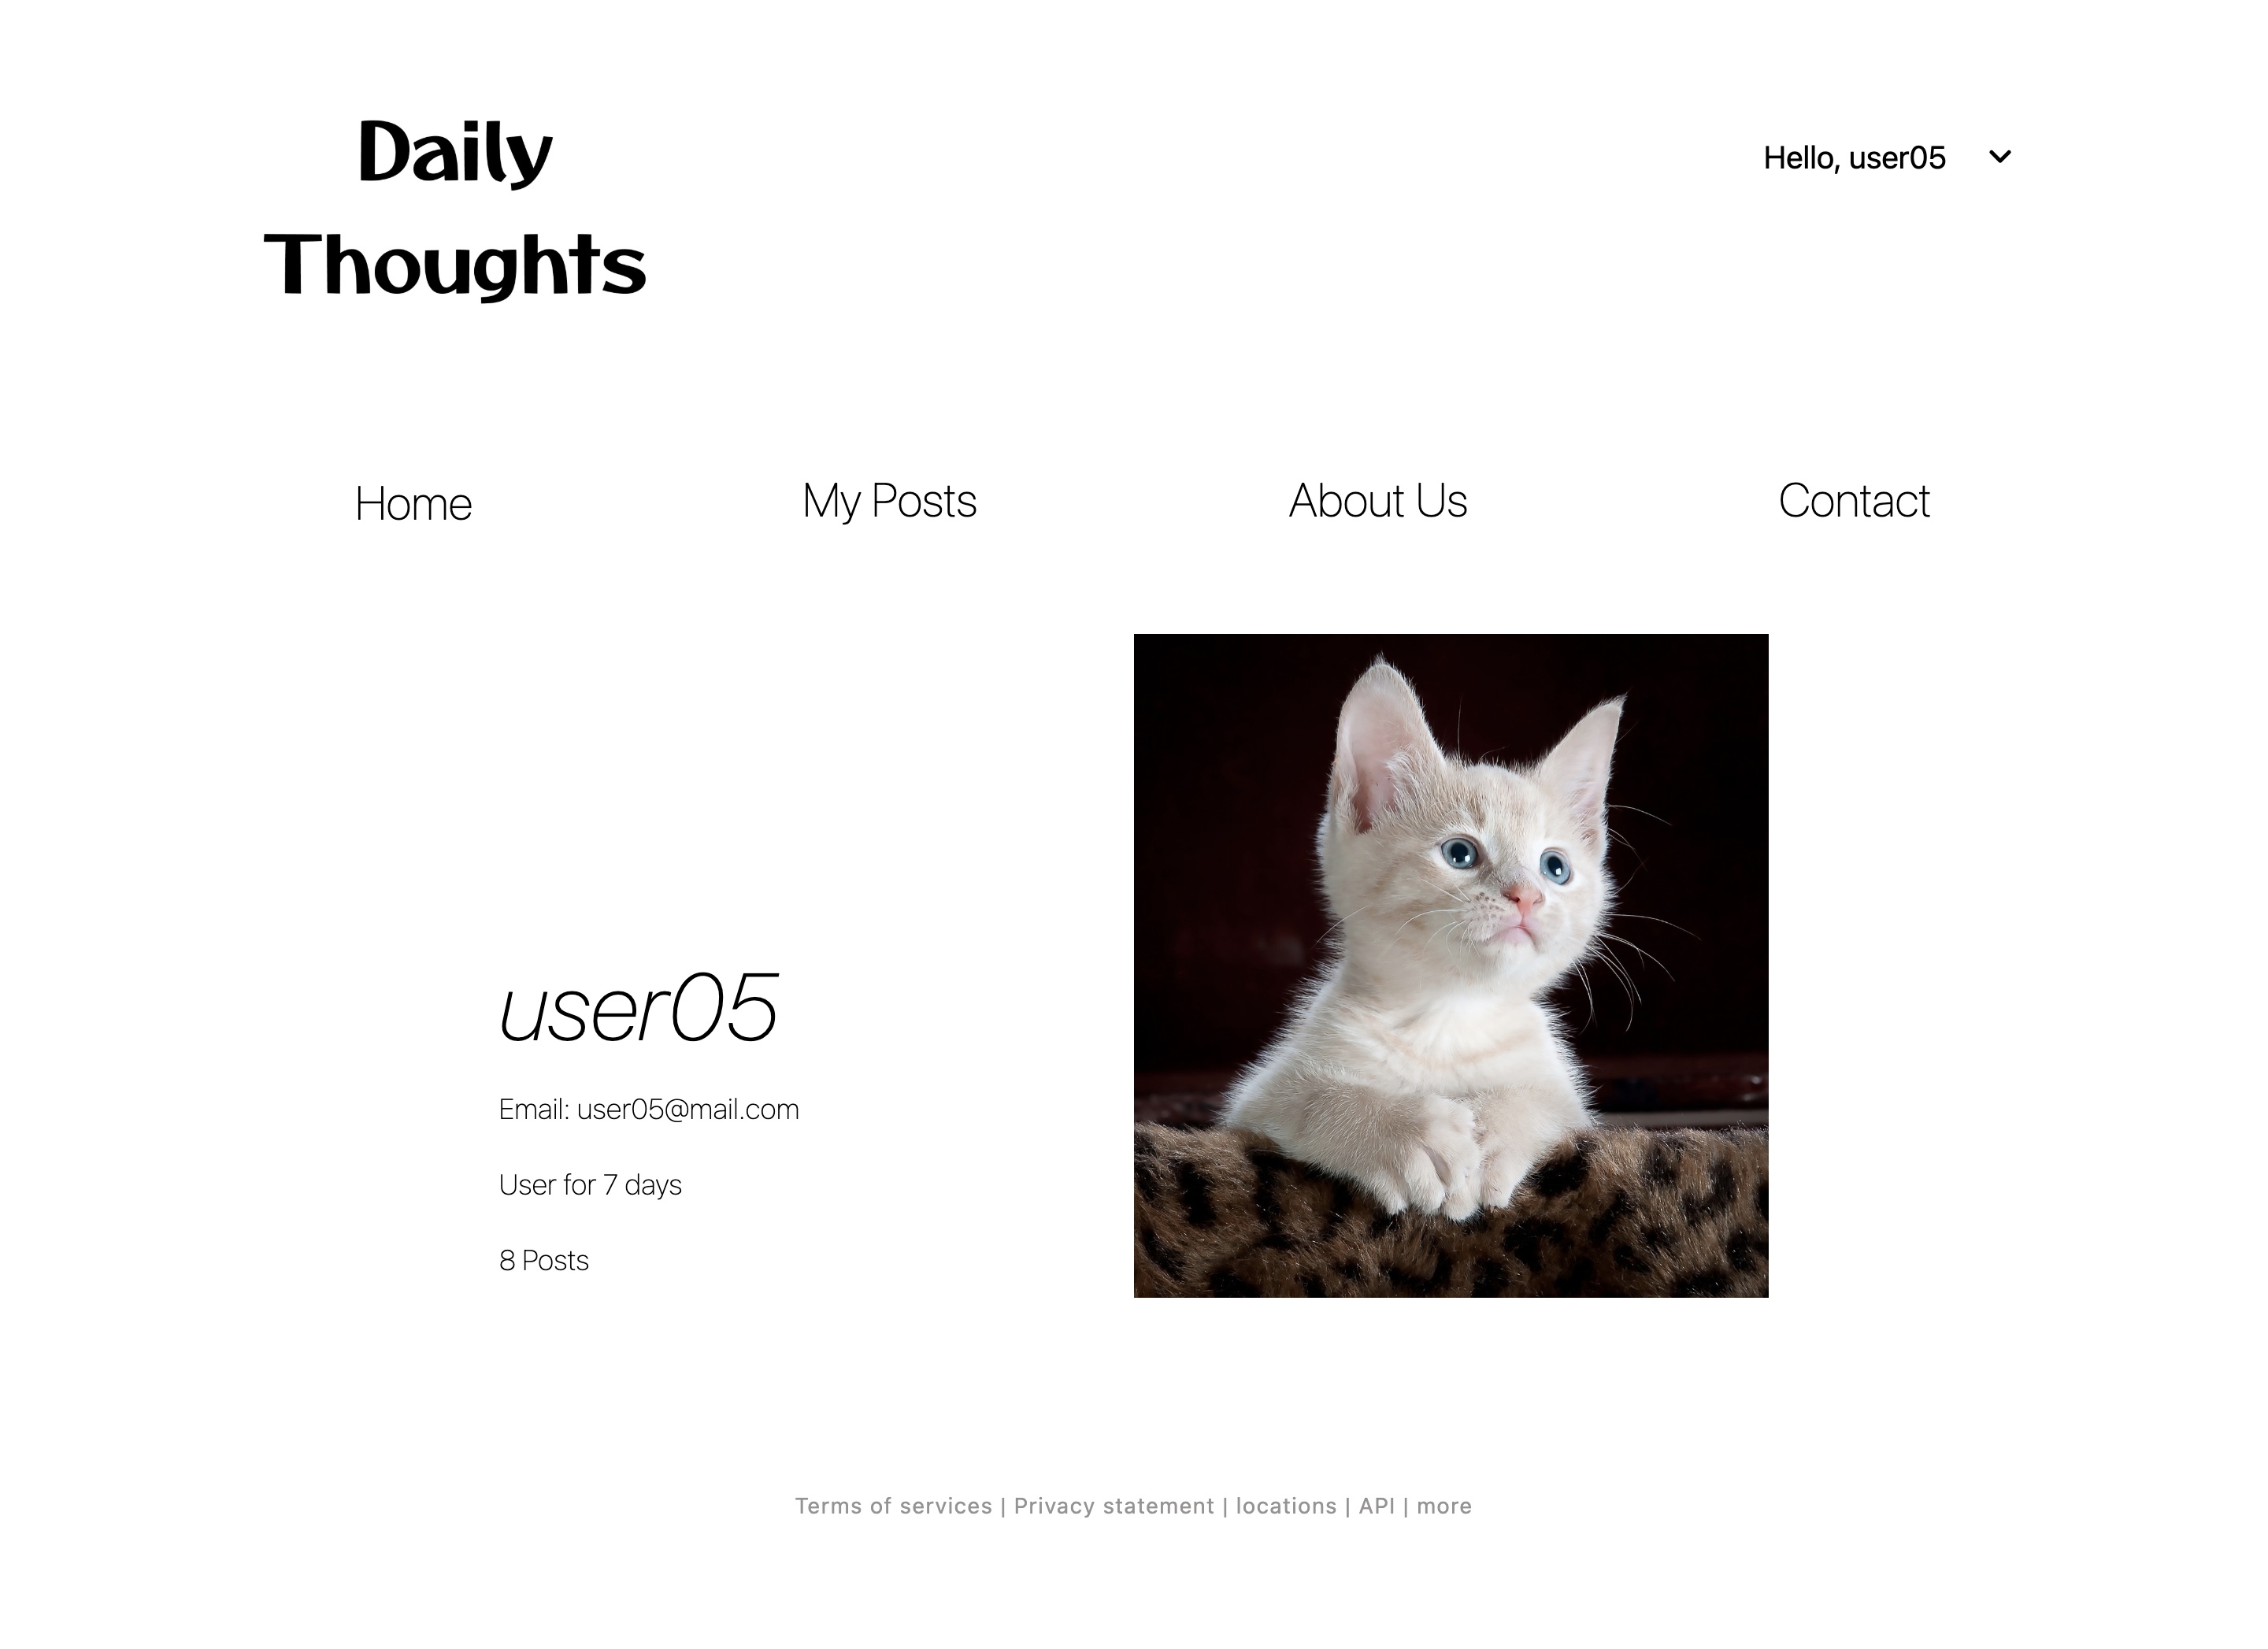 Daily
Thoughts
Hello, user05
Home
My Posts
About Us
Contact
user05
Email: user05@mail.com
User for 7 days
8 Posts
Terms of services | Privacy statement | locations | API | more